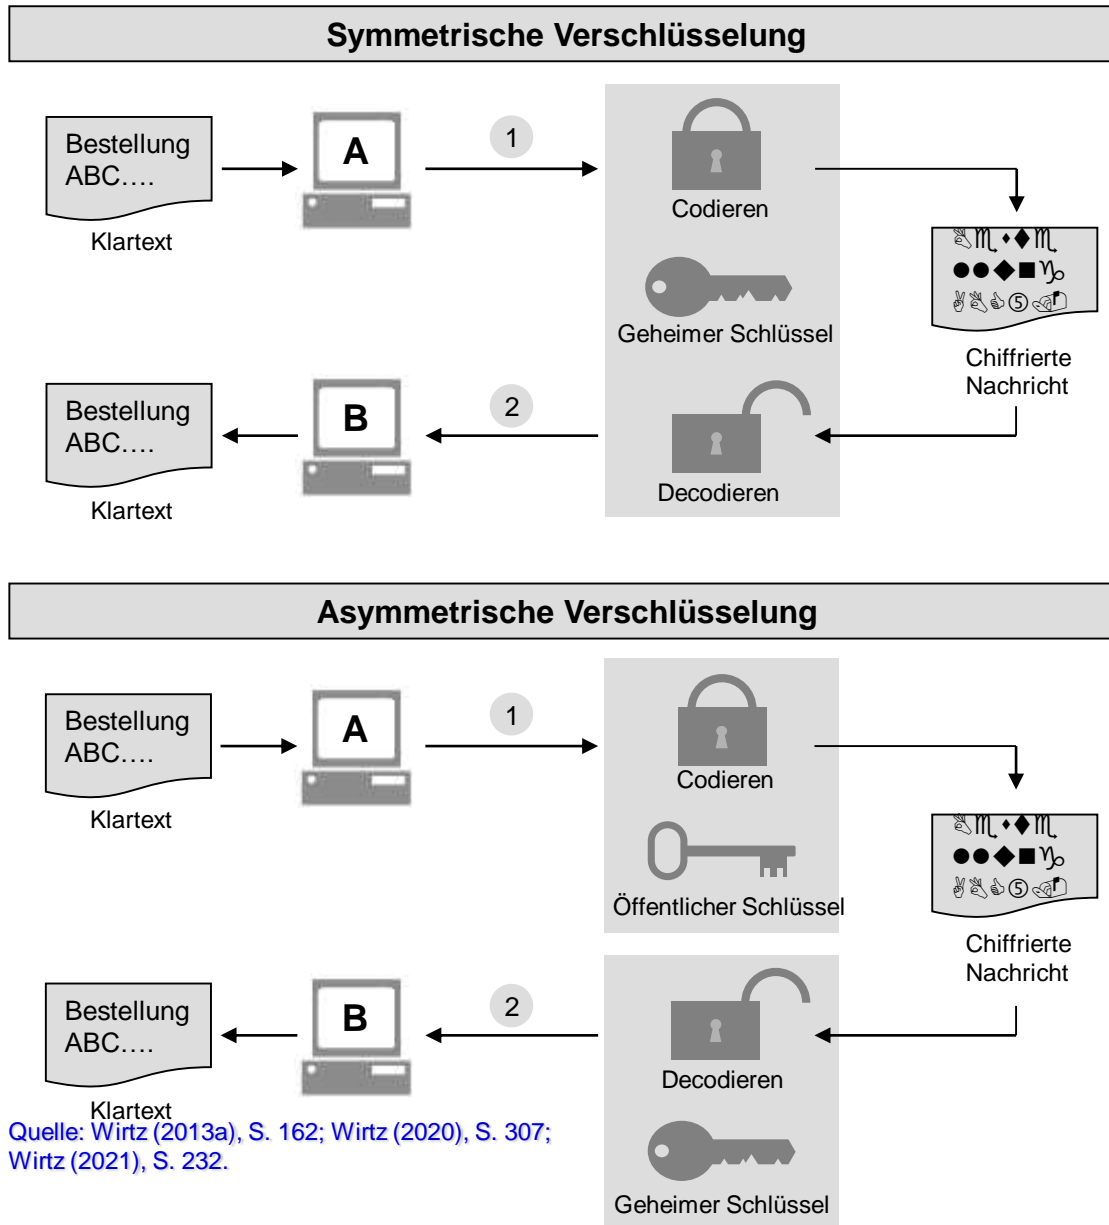 Symmetrische Verschlüsselung
Bestellung
ABC….
Klartext
A
1
Codieren
Geheimer Schlüssel
Chiffrierte
Nachricht
Bestellung
ABC….
Klartext
B
2
Decodieren
Asymmetrische Verschlüsselung
Bestellung
ABC….
Klartext
A
1
Codieren
Öffentlicher Schlüssel
Chiffrierte
Nachricht
Bestellung
ABC….
Klartext
B
2
Decodieren
Geheimer Schlüssel
Quelle: Wirtz (2013a), S. 162; Wirtz (2020), S. 307;
Wirtz (2021), S. 232.